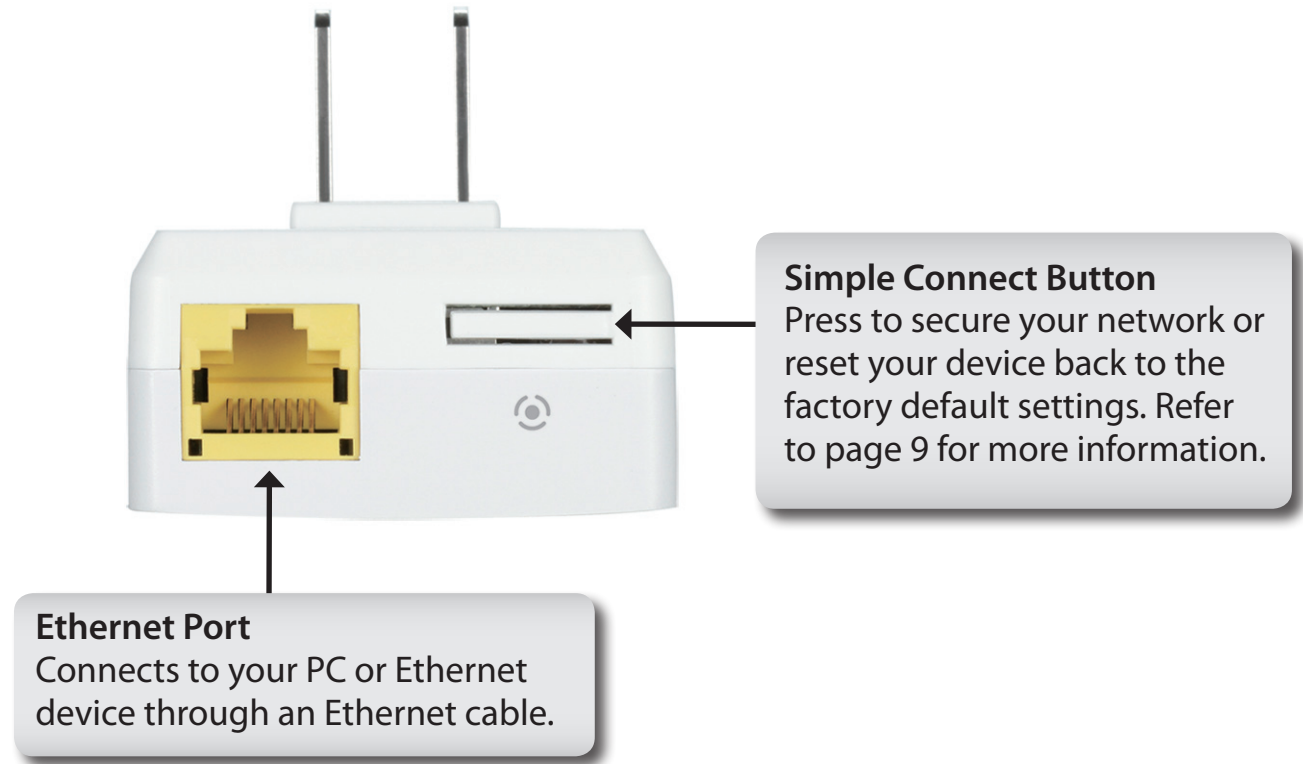 Simple Connect Button
Press to secure your network or
reset your device back to the
factory default settings. Refer
to page 9 for more information.
Ethernet Port
Connects to your PC or Ethernet
device through an Ethernet cable.